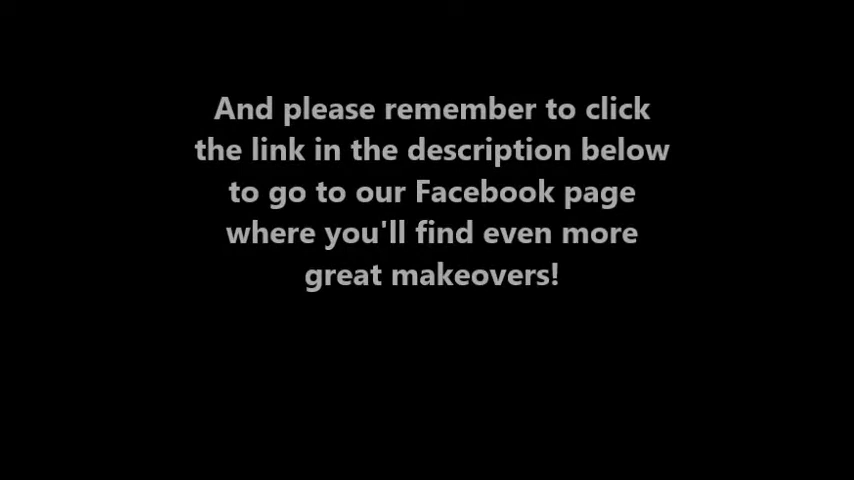 And please remember to click
the link in the description below
to go to our Facebook page
where you'll find even more
great makeovers!